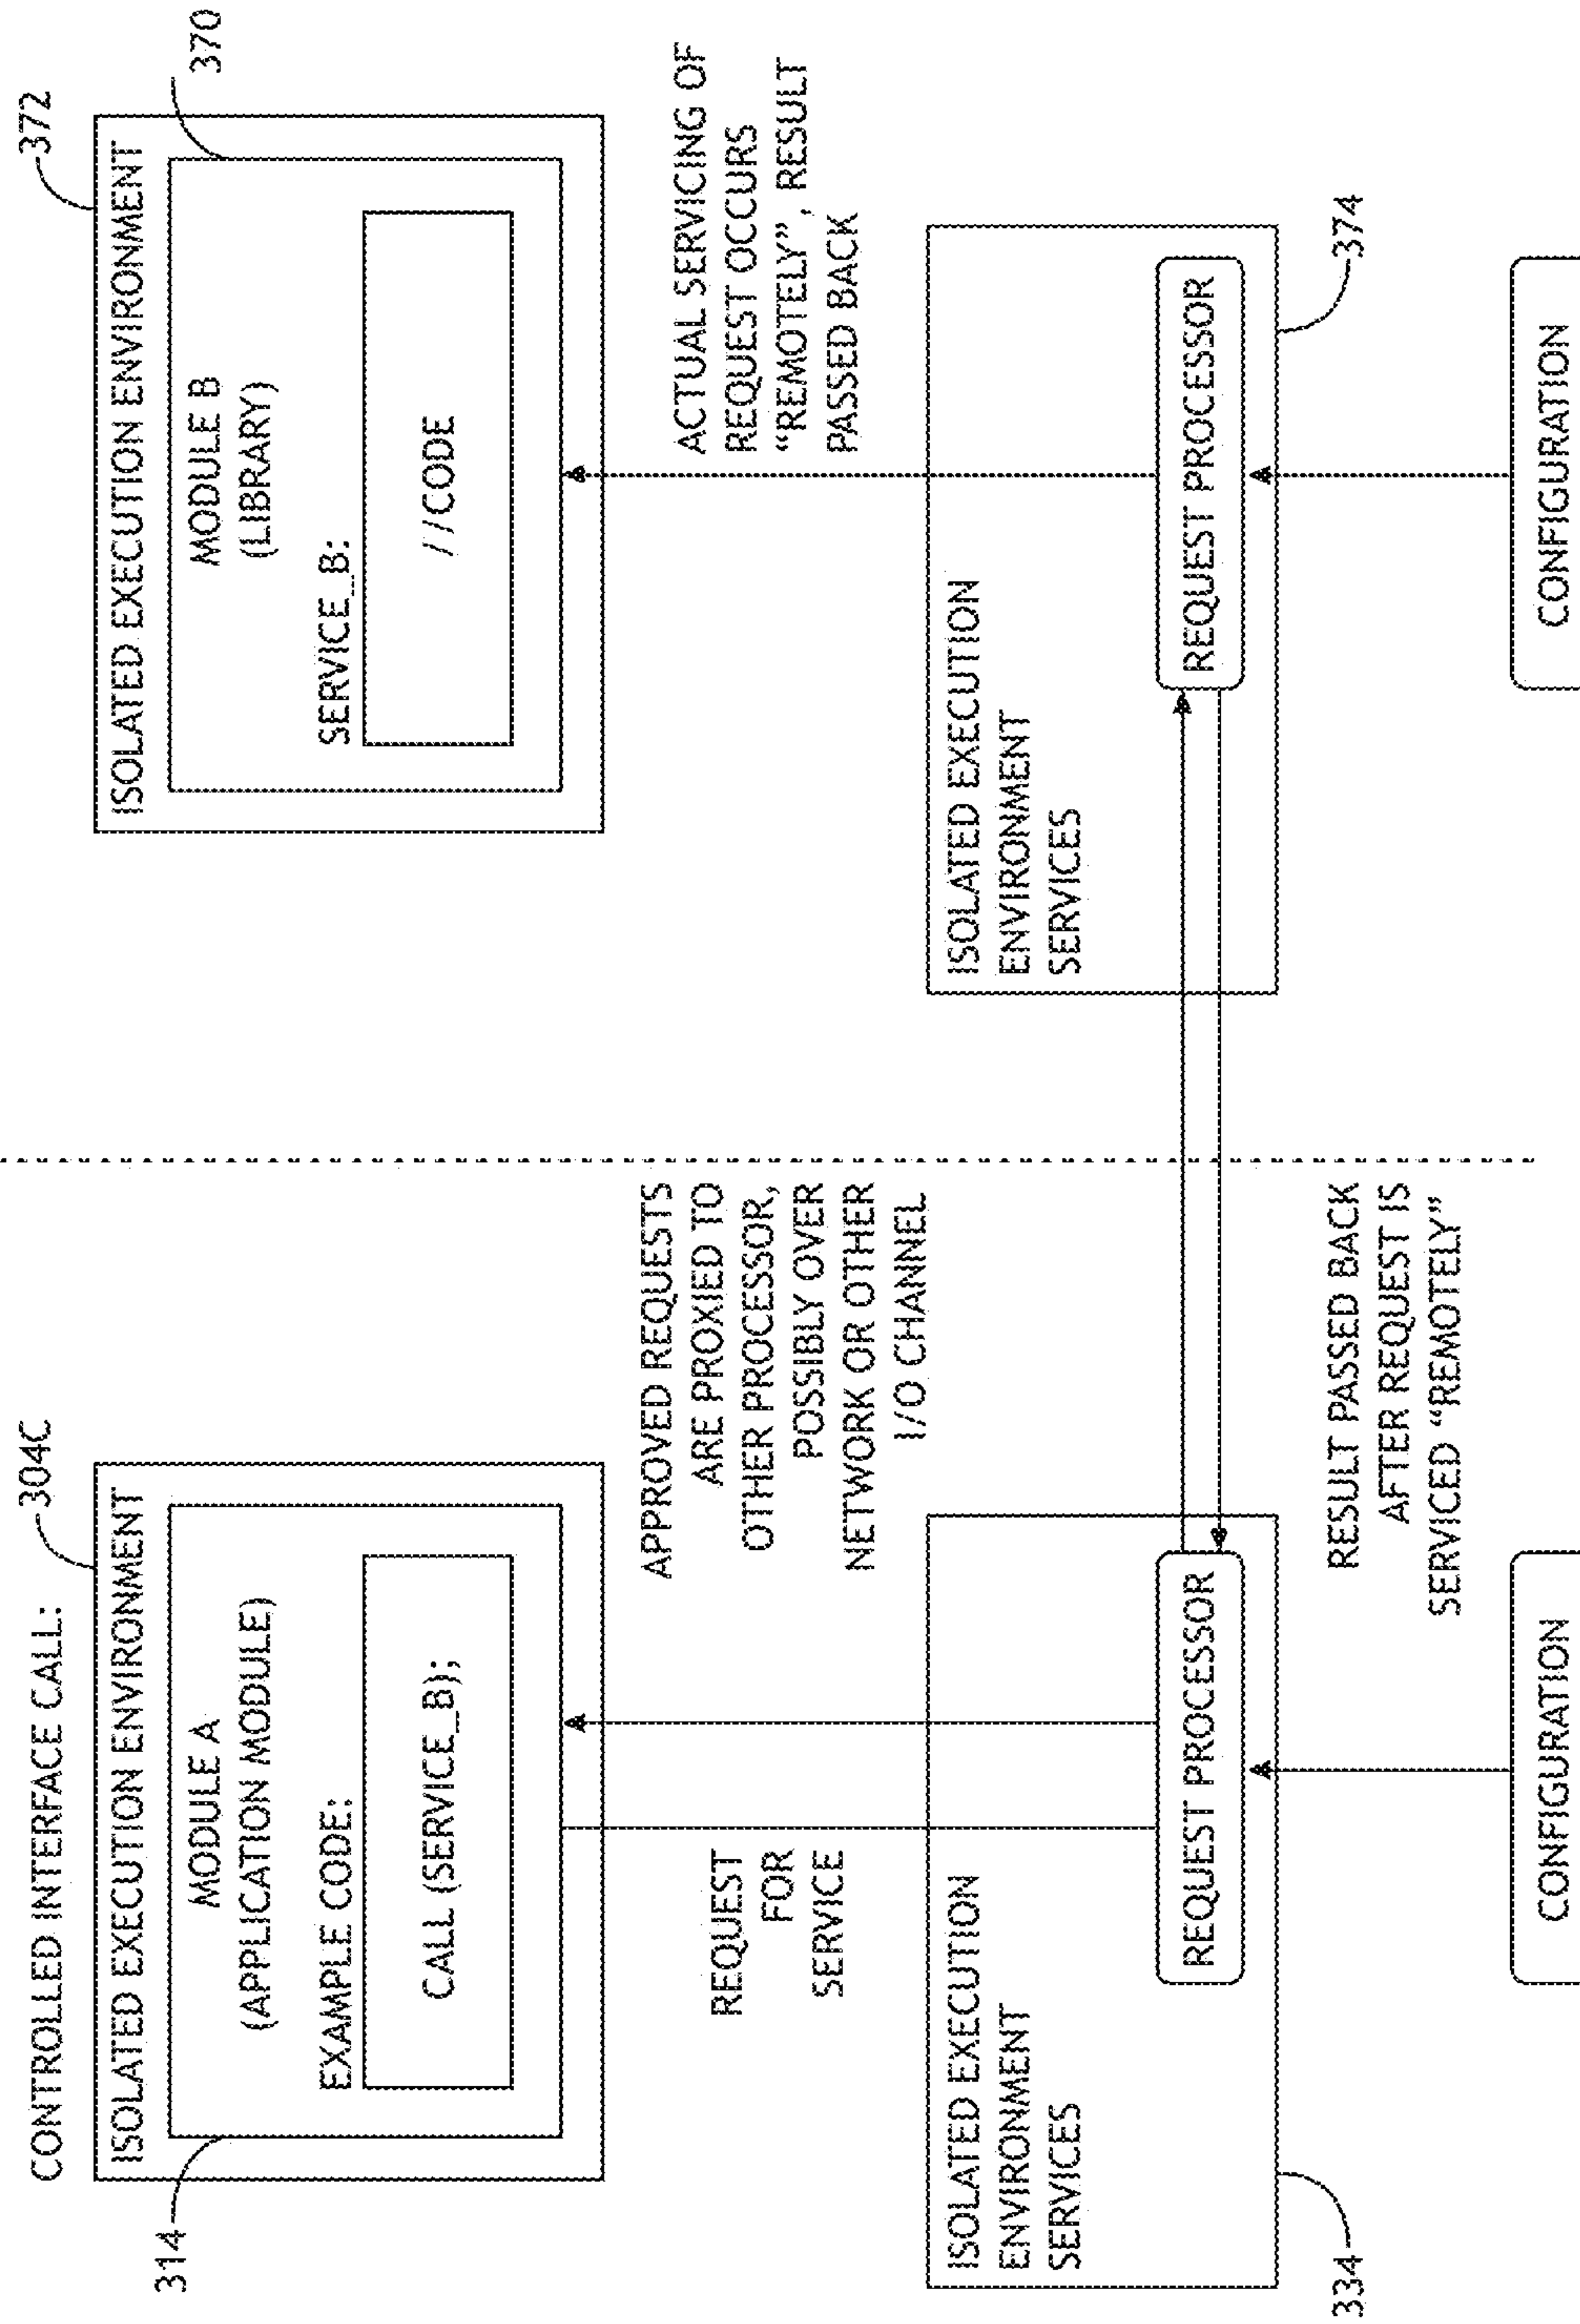 CONTROLLED INTERFACE CALL:
304C
ISOLATED EXECUTION ENVIRONMENT
314
MODULE A
(APPLICATION MODULE)
EXAMPLE CODE:
CALL (SERVICE_B);
REQUEST
FOR
SERVICE
APPROVED REQUESTS
ARE PROXIED TO
OTHER PROCESSOR,
POSSIBLY OVER
NETWORK OR OTHER
I/O CHANNEL
ISOLATED EXECUTION
ENVIRONMENT
SERVICES
REQUEST PROCESSOR
334
RESULT PASSED BACK
AFTER REQUEST IS
SERVICED “REMOTELY”
CONFIGURATION
372
ISOLATED EXECUTION ENVIRONMENT
370
MODULE B
(LIBRARY)
SERVICE_B:
//CODE
ACTUAL SERVICING OF
REQUEST OCCURS
“REMOTELY”, RESULT
PASSED BACK
ISOLATED EXECUTION
ENVIRONMENT
SERVICES
REQUEST PROCESSOR
374
CONFIGURATION